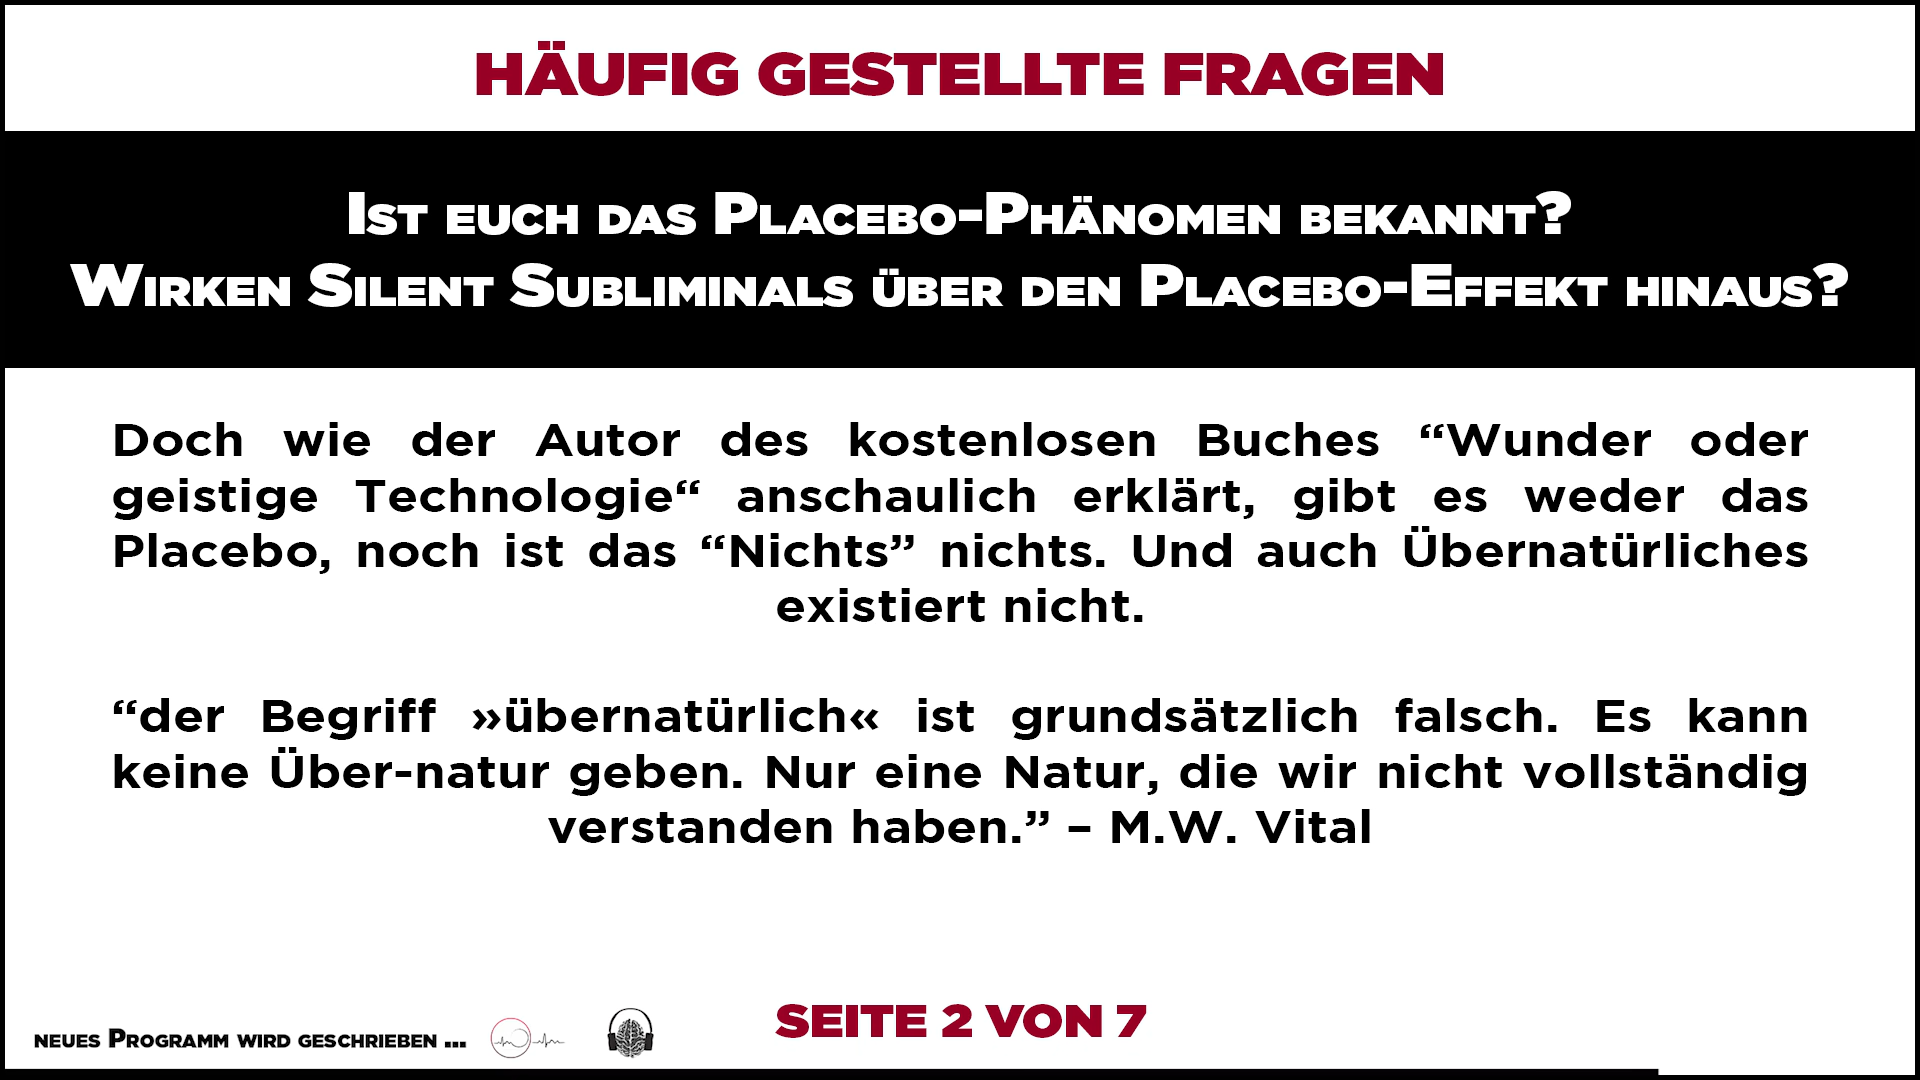 HÄUFIG GESTELLTE FRAGEN
Ist euch das Placebo-Phänomen bekannt?
Wirken Silent Subliminals über den Placebo-Effekt hinaus?
Doch wie der Autor des kostenlosen Buches “Wunder oder
geistige Technologie“ anschaulich erklärt, gibt es weder das
Placebo, noch ist das “Nichts” nichts. Und auch Übernatürliches
existiert nicht.
“der Begriff »übernatürlich« ist grundsätzlich falsch. Es kann
keine Über-natur geben. Nur eine Natur, die wir nicht vollständig
verstanden haben.” – M.W. Vital
neues Programm wird geschrieben ...
SEITE 2 VON 7